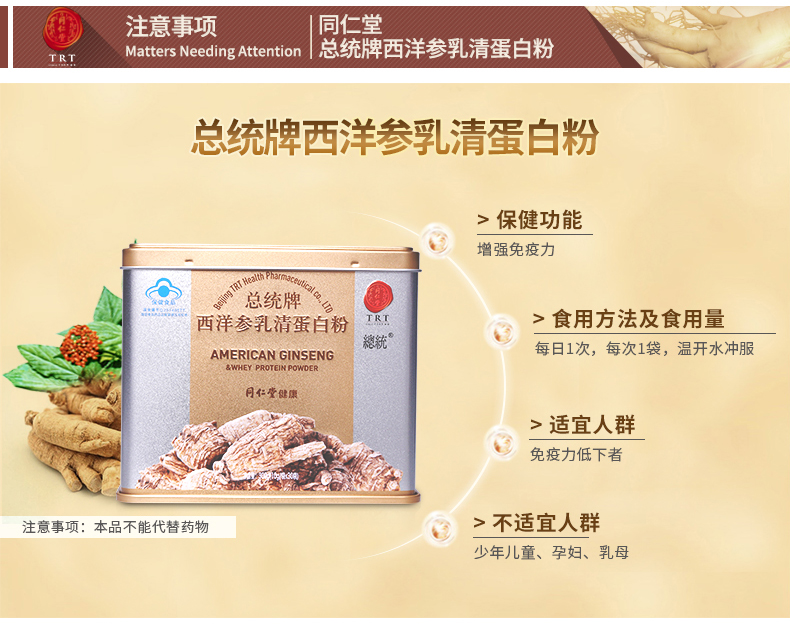 TRT
注意事项
Matters Needing Attention
同仁堂
总统牌西洋参乳清蛋白粉
总统牌西洋参乳清蛋白粉
> 保健功能
增强免疫力
> 食用方法及食用量
每日1次，每次1袋，温开水冲服
> 适宜人群
免疫力低下者
> 不适宜人群
少年儿童、孕妇、乳母
保健食品
Beijing TRT Health Pharmaceutical co., LTD
总统牌
西洋参乳清蛋白粉
AMERICAN GINSENG
&WHEY PROTEIN POWDER
同仁堂健康
TRT
總統®
注意事项：本品不能代替药物